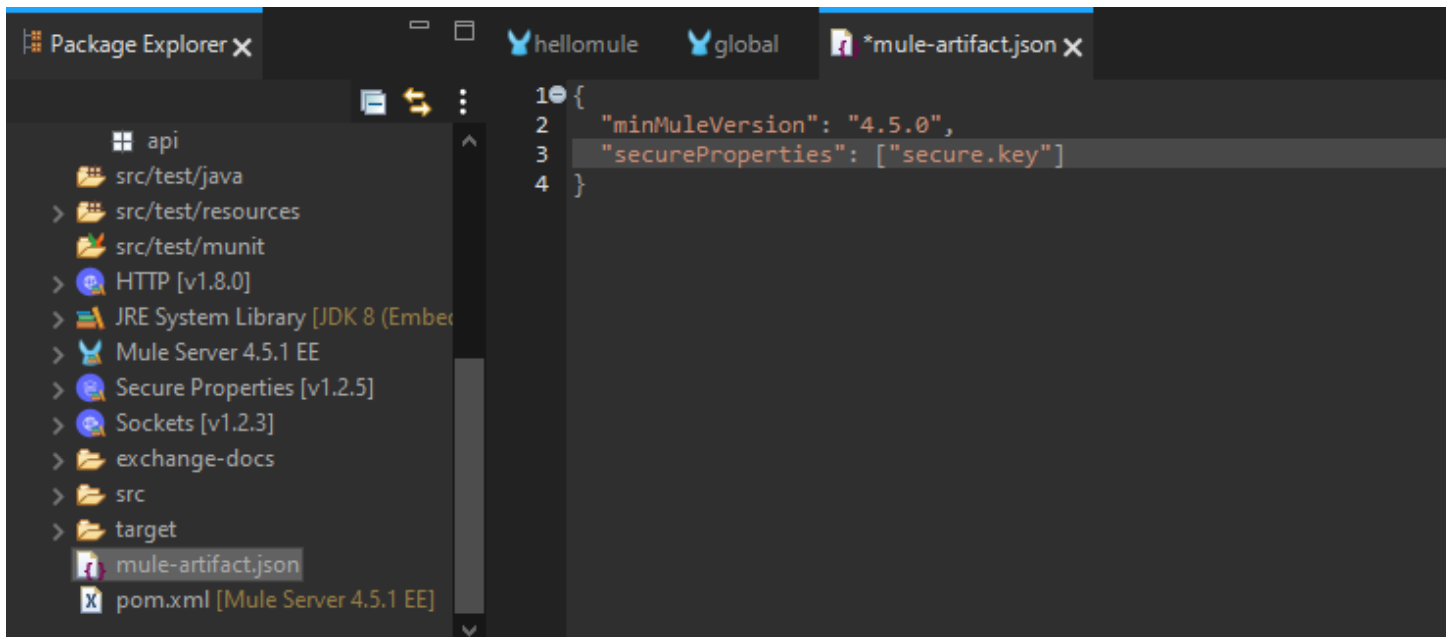 Package Explorer
api
src/test/java
src/test/resources
src/test/munit
HTTP [v1.8.0]
JRE System Library [JDK 8 (Embe
Mule Server 4.5.1 EE
Secure Properties [v1.2.5]
Sockets [v1.2.3]
exchange-docs
src
target
mule-artifact.json
pom.xml [Mule Server 4.5.1 EE]
hellomule global *mule-artifact.json
1 {
2 "minMuleVersion": "4.5.0",
3 "secureProperties": ["secure.key"]
4 }